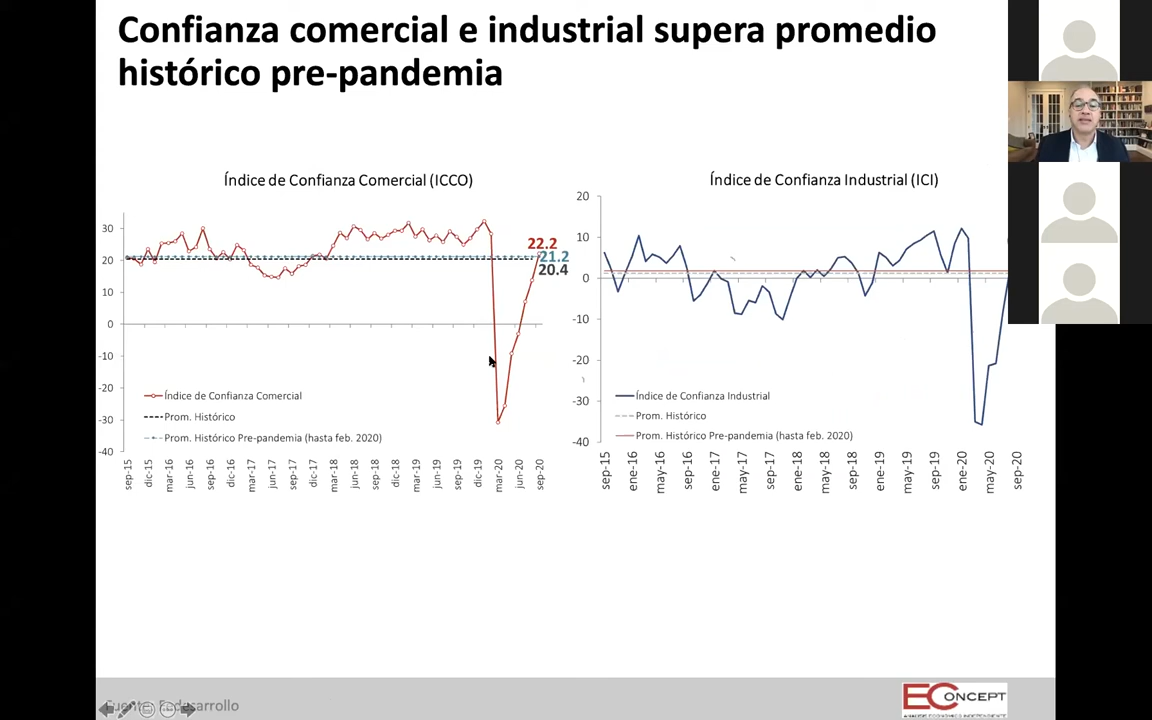 Confianza comercial e industrial supera promedio
histórico pre-pandemia
Índice de Confianza Comercial (ICCO)
30
20
10
0
-10
-20
-30
-40
22.2
21.2
20.4
Índice de Confianza Comercial
Prom. Histórico
Prom. Histórico Pre-pandemia (hasta feb. 2020)
sep-15
dic-15
mar-16
jun-16
sep-16
dic-16
mar-17
jun-17
sep-17
dic-17
mar-18
jun-18
sep-18
dic-18
mar-19
jun-19
sep-19
dic-19
mar-20
jun-20
sep-20
Índice de Confianza Industrial (ICI)
20
10
0
-10
-20
-30
-40
Índice de Confianza Industrial
Prom. Histórico
Prom. Histórico Pre-pandemia (hasta feb. 2020)
sep-15
ene-16
may-16
sep-16
ene-17
may-17
sep-17
ene-18
may-18
sep-18
ene-19
may-19
sep-19
ene-20
may-20
sep-20
Fuente: Fedesarrollo
ECONCEPT
ANÁLISIS ECONÓMICO INDEPENDIENTE